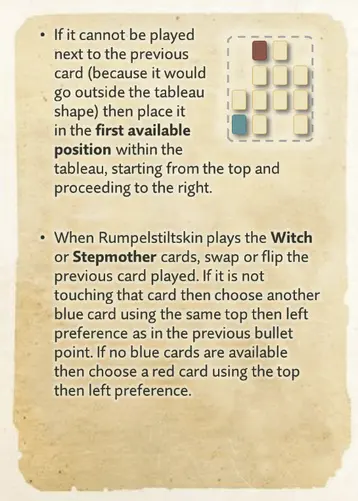 • If it cannot be played
next to the previous
card (because it would
go outside the tableau
shape) then place it
in the first available
position within the
tableau, starting from the top and
proceeding to the right.
• When Rumpelstiltskin plays the Witch
or Stepmother cards, swap or flip the
previous card played. If it is not
touching that card then choose another
blue card using the same top then left
preference as in the previous bullet
point. If no blue cards are available
then choose a red card using the top
then left preference.